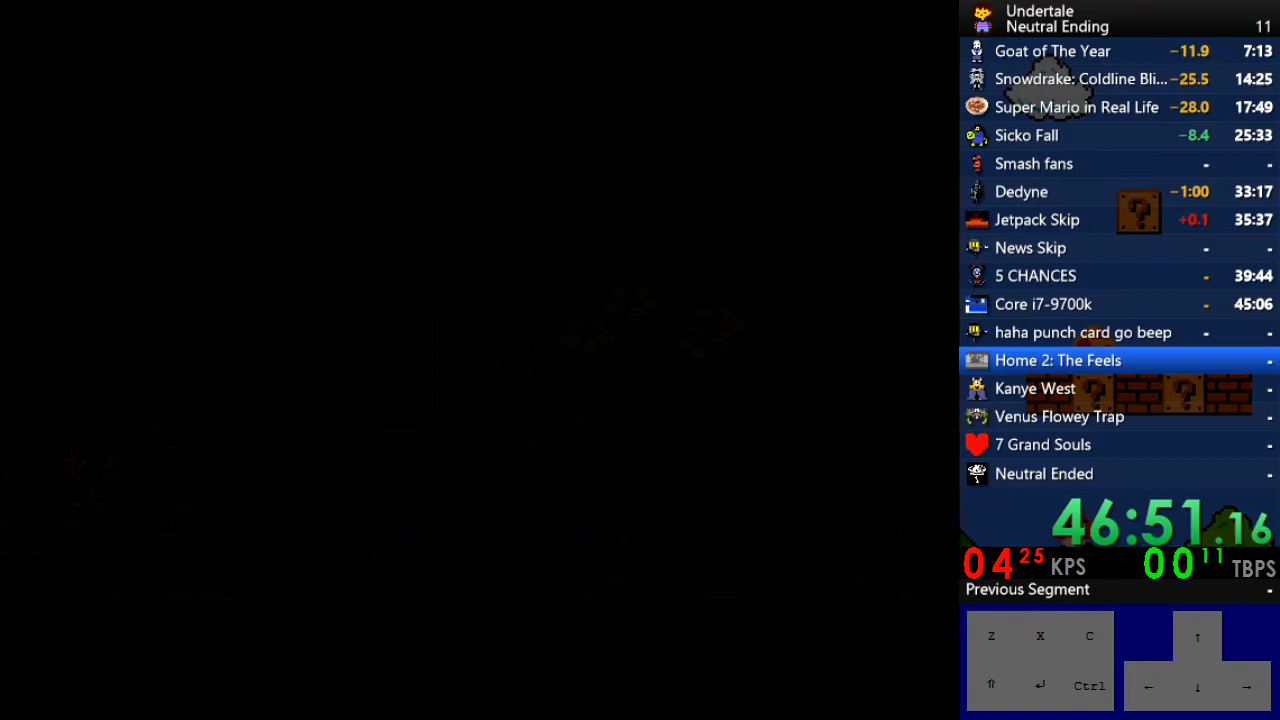 Undertale
Neutral Ending 11
Goat of The Year −11.9 7:13
Snowdrake: Coldline Bli... −25.5 14:25
Super Mario in Real Life −28.0 17:49
Sicko Fall −8.4 25:33
Smash fans - -
Dedyne −1:00 33:17
Jetpack Skip +0.1 35:37
News Skip - -
5 CHANCES - 39:44
Core i7-9700k - 45:06
haha punch card go beep - -
Home 2: The Feels -
Kanye West -
Venus Flowey Trap -
7 Grand Souls -
Neutral Ended -
46:51.16
04 25 KPS 00 11 TBPS
Previous Segment -
Z X C ↑
⇧ ↵ Ctrl ← ↓ →